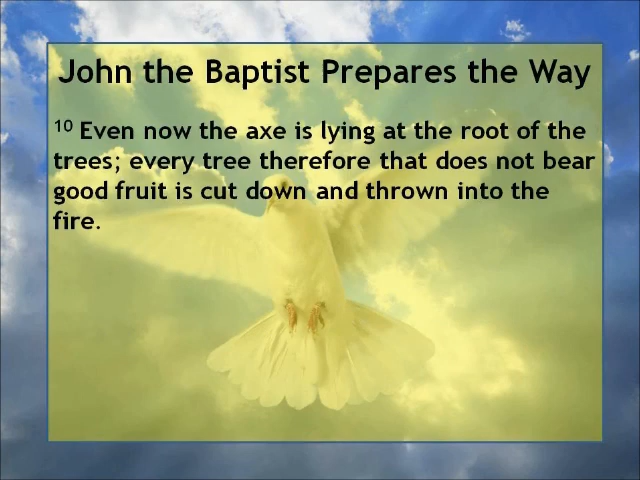 John the Baptist Prepares the Way
10 Even now the axe is lying at the root of the
trees; every tree therefore that does not bear
good fruit is cut down and thrown into the
fire.